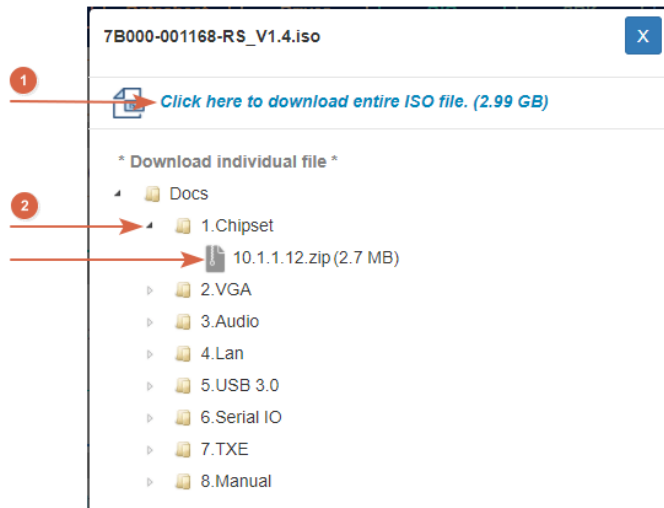 7B000-001168-RS_V1.4.iso
X
1
Click here to download entire ISO file. (2.99 GB)
* Download individual file *
Docs
2
1.Chipset
10.1.1.12.zip (2.7 MB)
2.VGA
3.Audio
4.Lan
5.USB 3.0
6.Serial IO
7.TXE
8.Manual